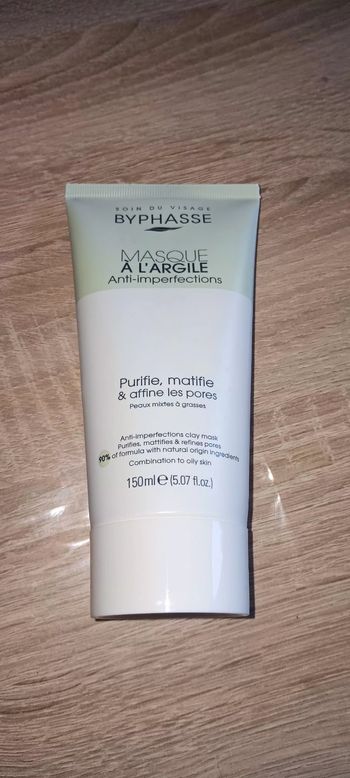 SOIN DU VISAGE
BYPHASSE
MASQUE
À L'ARGILE
Anti-imperfections
Purifie, matifie
& affine les pores
Peaux mixtes à grasses
Anti-imperfections clay mask
Purifies, mattifies & refines pores
90% of formula with natural origin ingredients
Combination to oily skin
150ml e (5.07 fl.oz.)